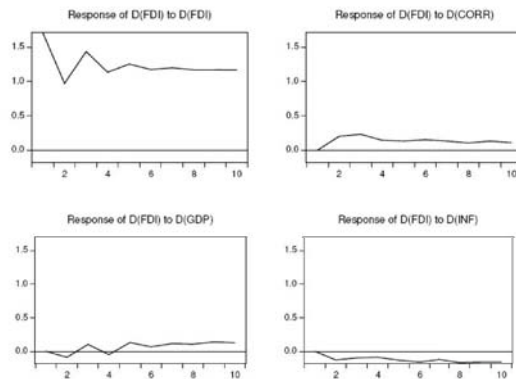 Response of D(FDI) to D(FDI)
1.5
1.0
0.5
0.0
2 4 6 8 10
Response of D(FDI) to D(CORR)
1.5
1.0
0.5
0.0
2 4 6 8 10
Response of D(FDI) to D(GDP)
1.5
1.0
0.5
0.0
2 4 6 8 10
Response of D(FDI) to D(INF)
1.5
1.0
0.5
0.0
2 4 6 8 10